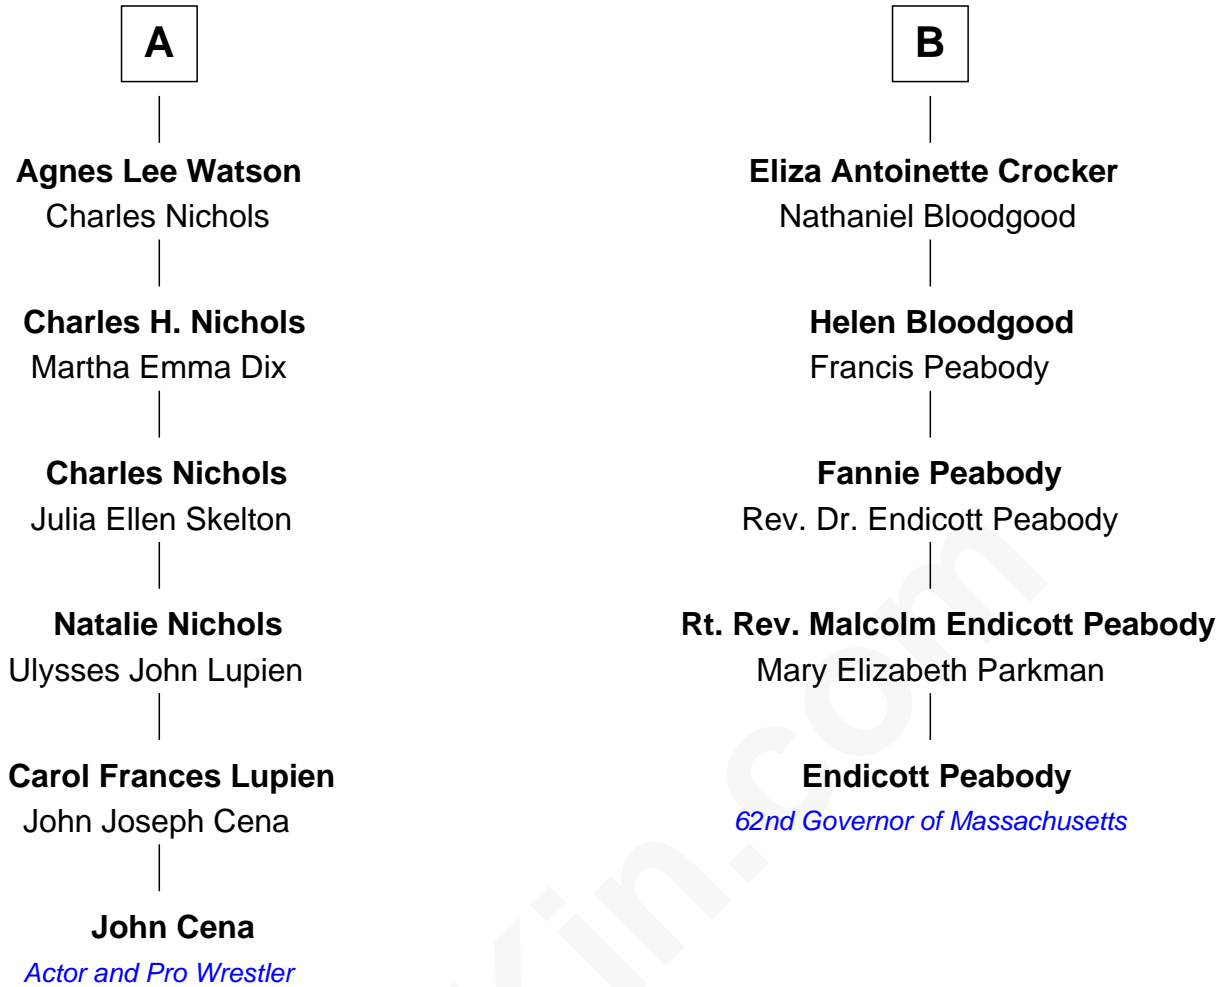 A
Agnes Lee Watson
Charles Nichols
Charles H. Nichols
Martha Emma Dix
Charles Nichols
Julia Ellen Skelton
Natalie Nichols
Ulysses John Lupien
Carol Frances Lupien
John Joseph Cena
John Cena
Actor and Pro Wrestler
B
Eliza Antoinette Crocker
Nathaniel Bloodgood
Helen Bloodgood
Francis Peabody
Fannie Peabody
Rev. Dr. Endicott Peabody
Rt. Rev. Malcolm Endicott Peabody
Mary Elizabeth Parkman
Endicott Peabody
62nd Governor of Massachusetts